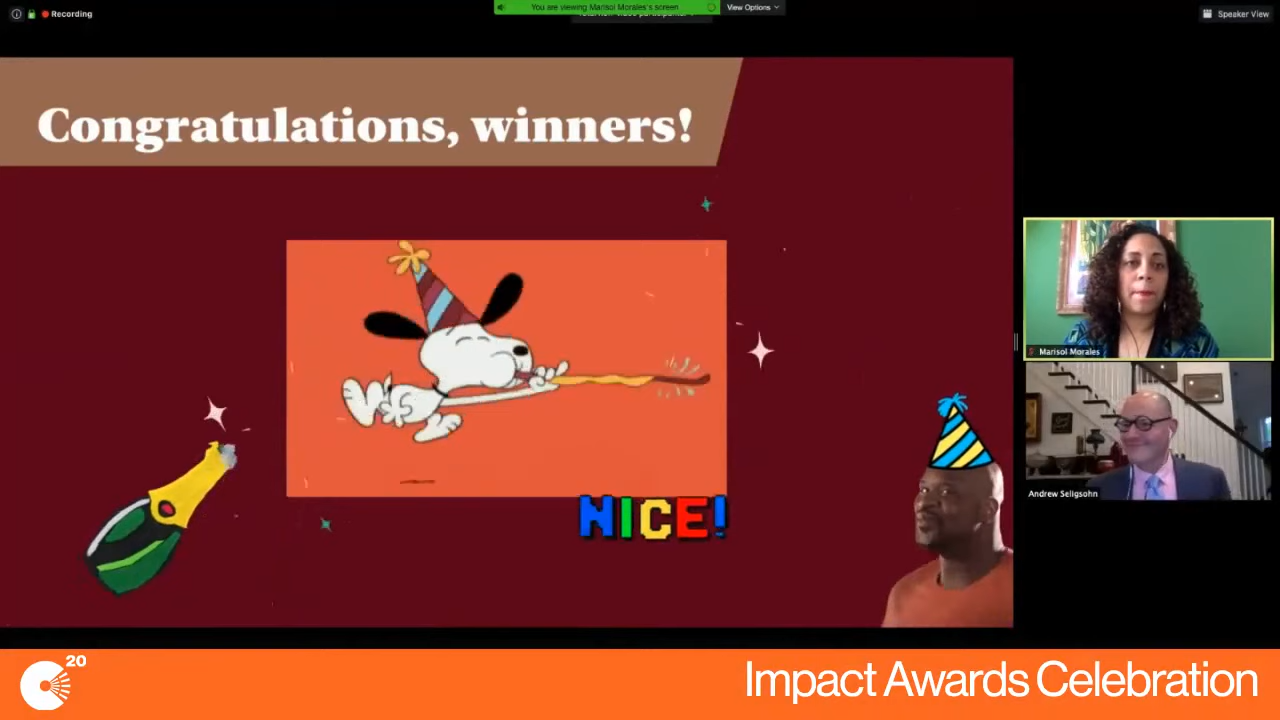 Recording
You are viewing Marisol Morales's screen
View Options
Speaker View
Congratulations, winners!
NICE!
Marisol Morales
Andrew Seligsohn
20
Impact Awards Celebration